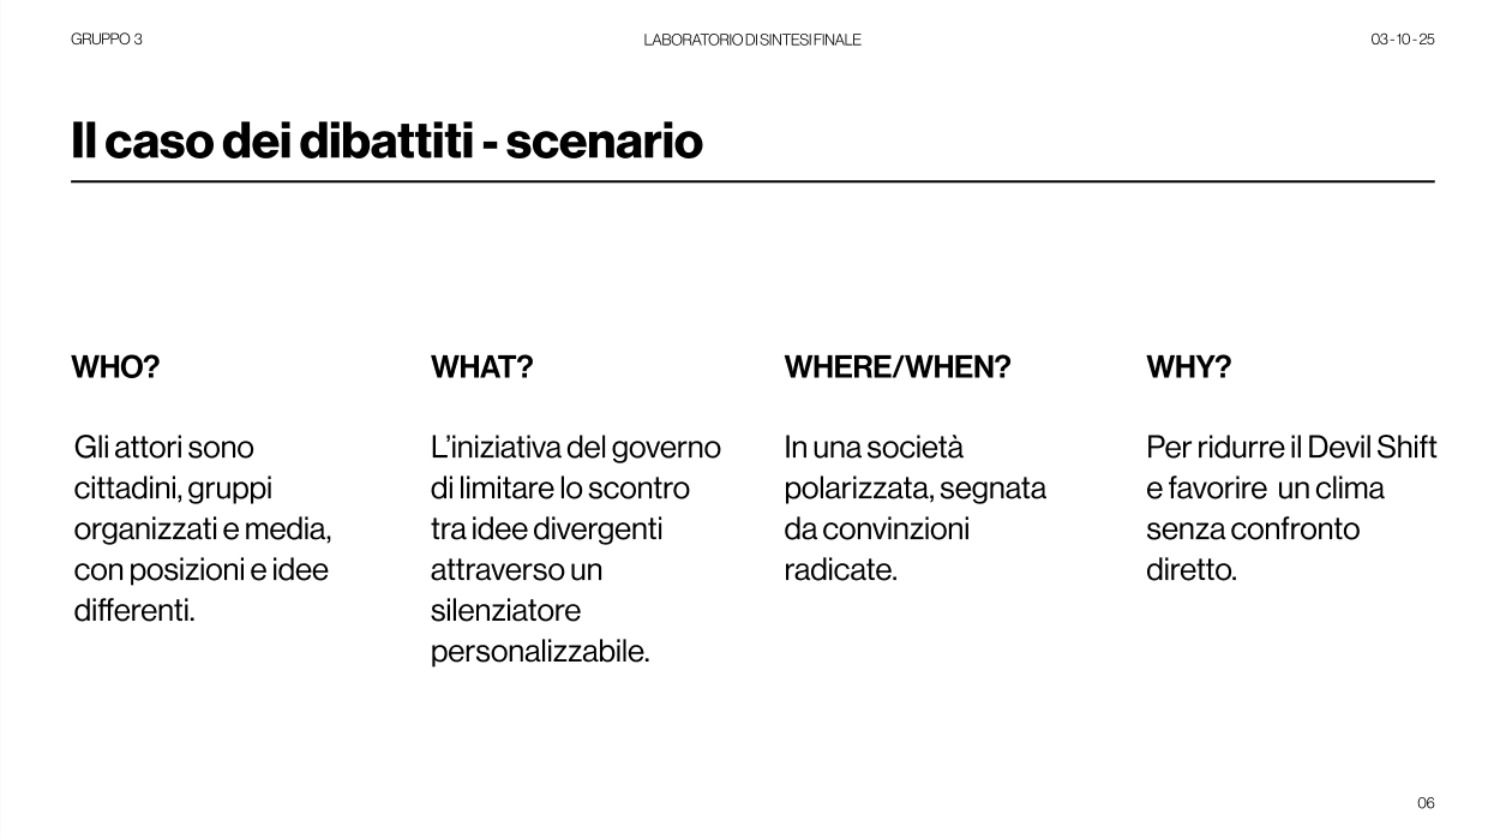 GRUPPO 3
LABORATORIO DI SINTESI FINALE
03-10-25
Il caso dei dibattiti - scenario
WHO?
Gli attori sono
cittadini, gruppi
organizzati e media,
con posizioni e idee
differenti.
WHAT?
L'iniziativa del governo
di limitare lo scontro
tra idee divergenti
attraverso un
silenziatore
personalizzabile.
WHERE/WHEN?
In una società
polarizzata, segnata
da convinzioni
radicate.
WHY?
Per ridurre il Devil Shift
e favorire un clima
senza confronto
diretto.
06